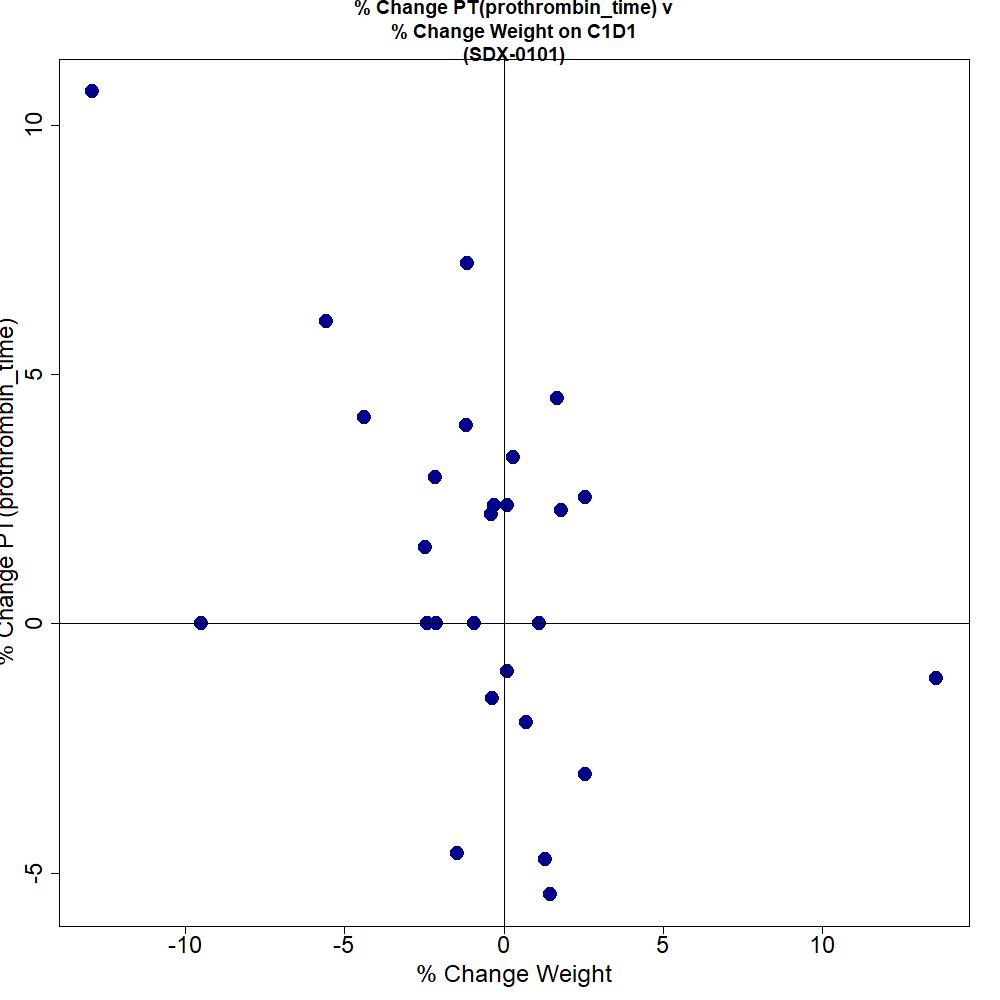 % Change PT(prothrombin_time) v
% Change Weight on C1D1
(SDX-0101)
% Change PT(prothrombin_time)
10
5
0
-5
-10
-5
0
5
10
% Change Weight